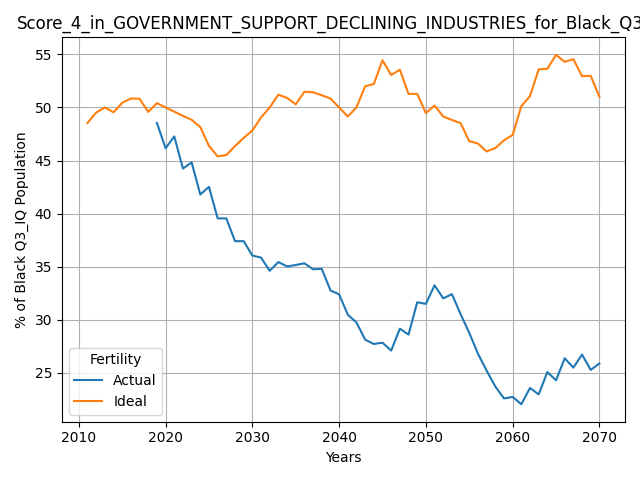 Score_4_in_GOVERNMENT_SUPPORT_DECLINING_INDUSTRIES_for_Black_Q3
55
50
45
40
35
30
25
% of Black Q3_IQ Population
Fertility
Actual
Ideal
2010 2020 2030 2040 2050 2060 2070
Years